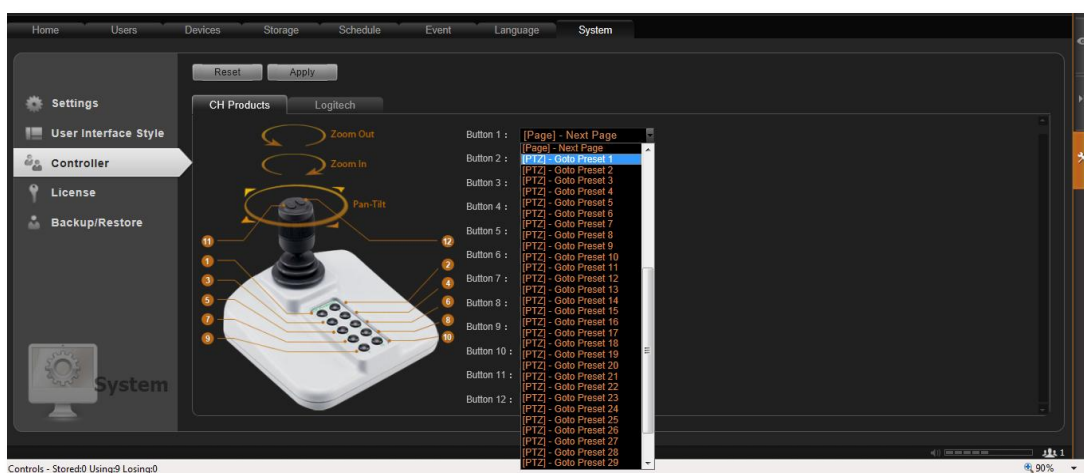 Home Users Devices Storage Schedule Event Language System
Reset Apply
CH Products Logitech
Settings
User Interface Style
Controller
License
Backup/Restore
System
Zoom Out
Zoom In
Pan-Tilt
11
1
3
5
7
9
12
2
4
6
8
10
Button 1 : [Page] - Next Page
Button 2 :
Button 3 :
Button 4 :
Button 5 :
Button 6 :
Button 7 :
Button 8 :
Button 9 :
Button 10 :
Button 11 :
Button 12 :
[Page] - Next Page
[PTZ] - Goto Preset 1
[PTZ] - Goto Preset 2
[PTZ] - Goto Preset 3
[PTZ] - Goto Preset 4
[PTZ] - Goto Preset 5
[PTZ] - Goto Preset 6
[PTZ] - Goto Preset 7
[PTZ] - Goto Preset 8
[PTZ] - Goto Preset 9
[PTZ] - Goto Preset 10
[PTZ] - Goto Preset 11
[PTZ] - Goto Preset 12
[PTZ] - Goto Preset 13
[PTZ] - Goto Preset 14
[PTZ] - Goto Preset 15
[PTZ] - Goto Preset 16
[PTZ] - Goto Preset 17
[PTZ] - Goto Preset 18
[PTZ] - Goto Preset 19
[PTZ] - Goto Preset 20
[PTZ] - Goto Preset 21
[PTZ] - Goto Preset 22
[PTZ] - Goto Preset 23
[PTZ] - Goto Preset 24
[PTZ] - Goto Preset 25
[PTZ] - Goto Preset 26
[PTZ] - Goto Preset 27
[PTZ] - Goto Preset 28
[PTZ] - Goto Preset 29
1
Controls - Stored:0 Using:9 Losing:0
90%